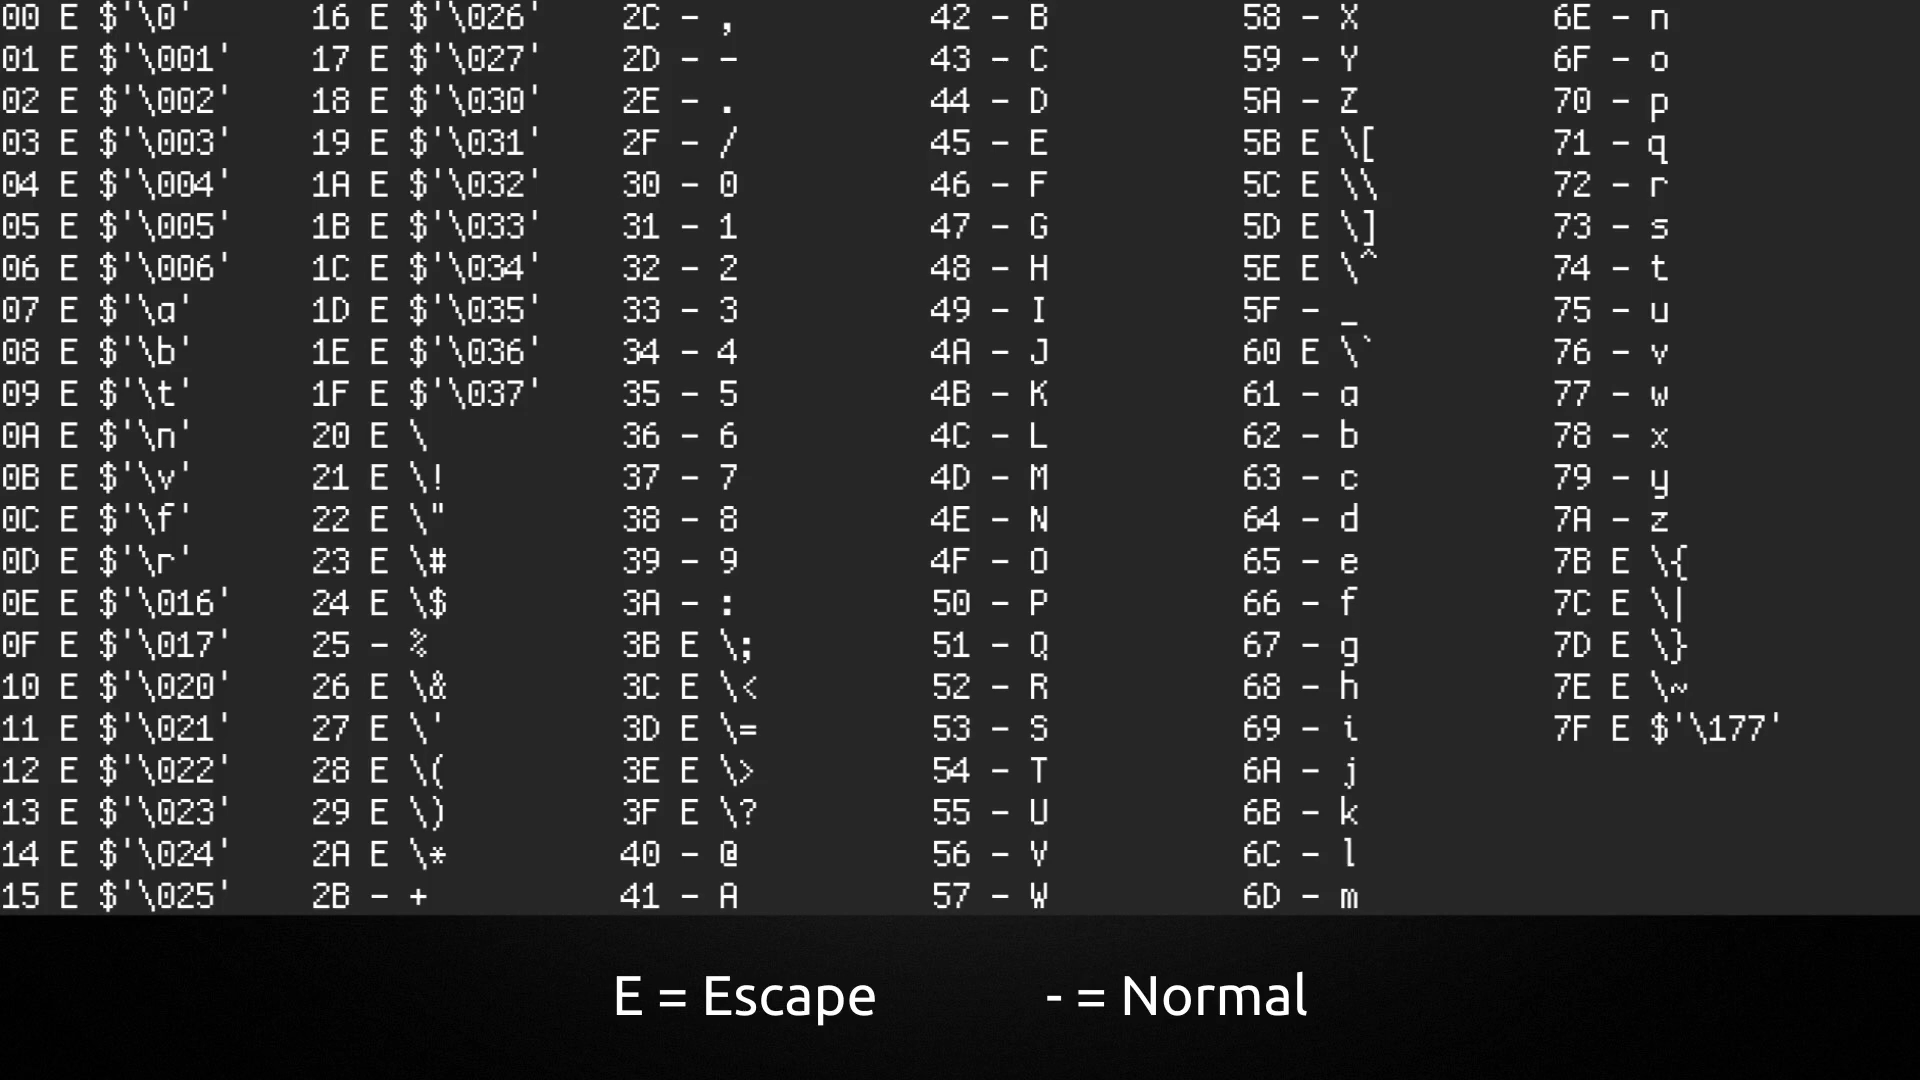 00 E $'\0' 16 E $'\026' 2C - , 42 - B 58 - X 6E - n
01 E $'\001' 17 E $'\027' 2D - - 43 - C 59 - Y 6F - o
02 E $'\002' 18 E $'\030' 2E - . 44 - D 5A - Z 70 - p
03 E $'\003' 19 E $'\031' 2F - / 45 - E 5B E \[ 71 - q
04 E $'\004' 1A E $'\032' 30 - 0 46 - F 5C E \\ 72 - r
05 E $'\005' 1B E $'\033' 31 - 1 47 - G 5D E \] 73 - s
06 E $'\006' 1C E $'\034' 32 - 2 48 - H 5E E \^ 74 - t
07 E $'\a' 1D E $'\035' 33 - 3 49 - I 5F - _ 75 - u
08 E $'\b' 1E E $'\036' 34 - 4 4A - J 60 E \` 76 - v
09 E $'\t' 1F E $'\037' 35 - 5 4B - K 61 - a 77 - w
0A E $'\n' 20 E \ 36 - 6 4C - L 62 - b 78 - x
0B E $'\v' 21 E \! 37 - 7 4D - M 63 - c 79 - y
0C E $'\f' 22 E \" 38 - 8 4E - N 64 - d 7A - z
0D E $'\r' 23 E \# 39 - 9 4F - O 65 - e 7B E \{
0E E $'\016' 24 E \$ 3A - : 50 - P 66 - f 7C E \|
0F E $'\017' 25 - % 3B E \; 51 - Q 67 - g 7D E \}
10 E $'\020' 26 E \& 3C E \< 52 - R 68 - h 7E E \~
11 E $'\021' 27 E \' 3D E \= 53 - S 69 - i 7F E $'\177'
12 E $'\022' 28 E \( 3E E \> 54 - T 6A - j
13 E $'\023' 29 E \) 3F E \? 55 - U 6B - k
14 E $'\024' 2A E \* 40 - @ 56 - V 6C - l
15 E $'\025' 2B - + 41 - A 57 - W 6D - m
E = Escape - = Normal